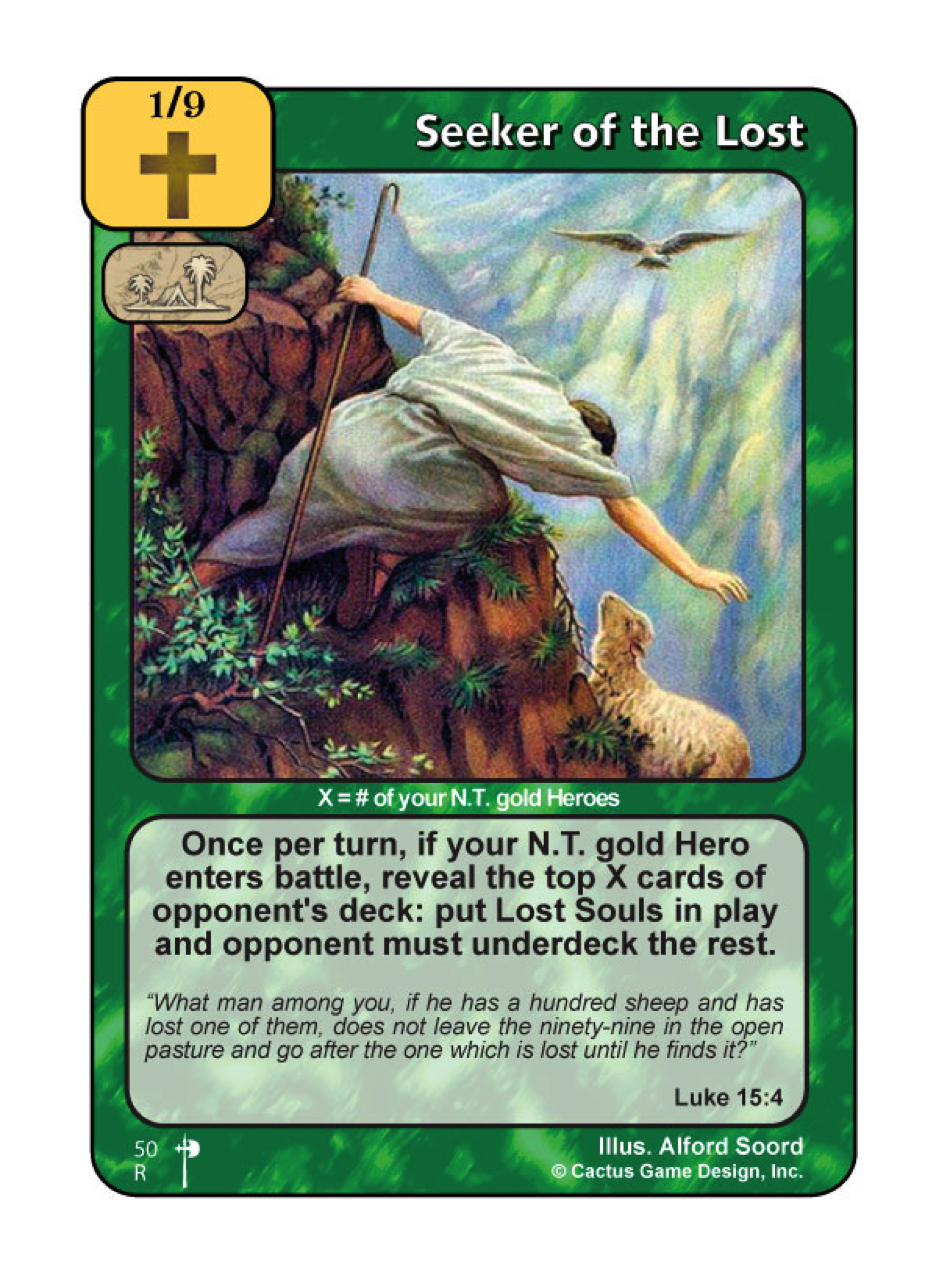 1/9
Seeker of the Lost
X = # of your N.T. gold Heroes
Once per turn, if your N.T. gold Hero
enters battle, reveal the top X cards of
opponent's deck: put Lost Souls in play
and opponent must underdeck the rest.
“What man among you, if he has a hundred sheep and has
lost one of them, does not leave the ninety-nine in the open
pasture and go after the one which is lost until he finds it?”
Luke 15:4
50
R
Illus. Alford Soord
© Cactus Game Design, Inc.